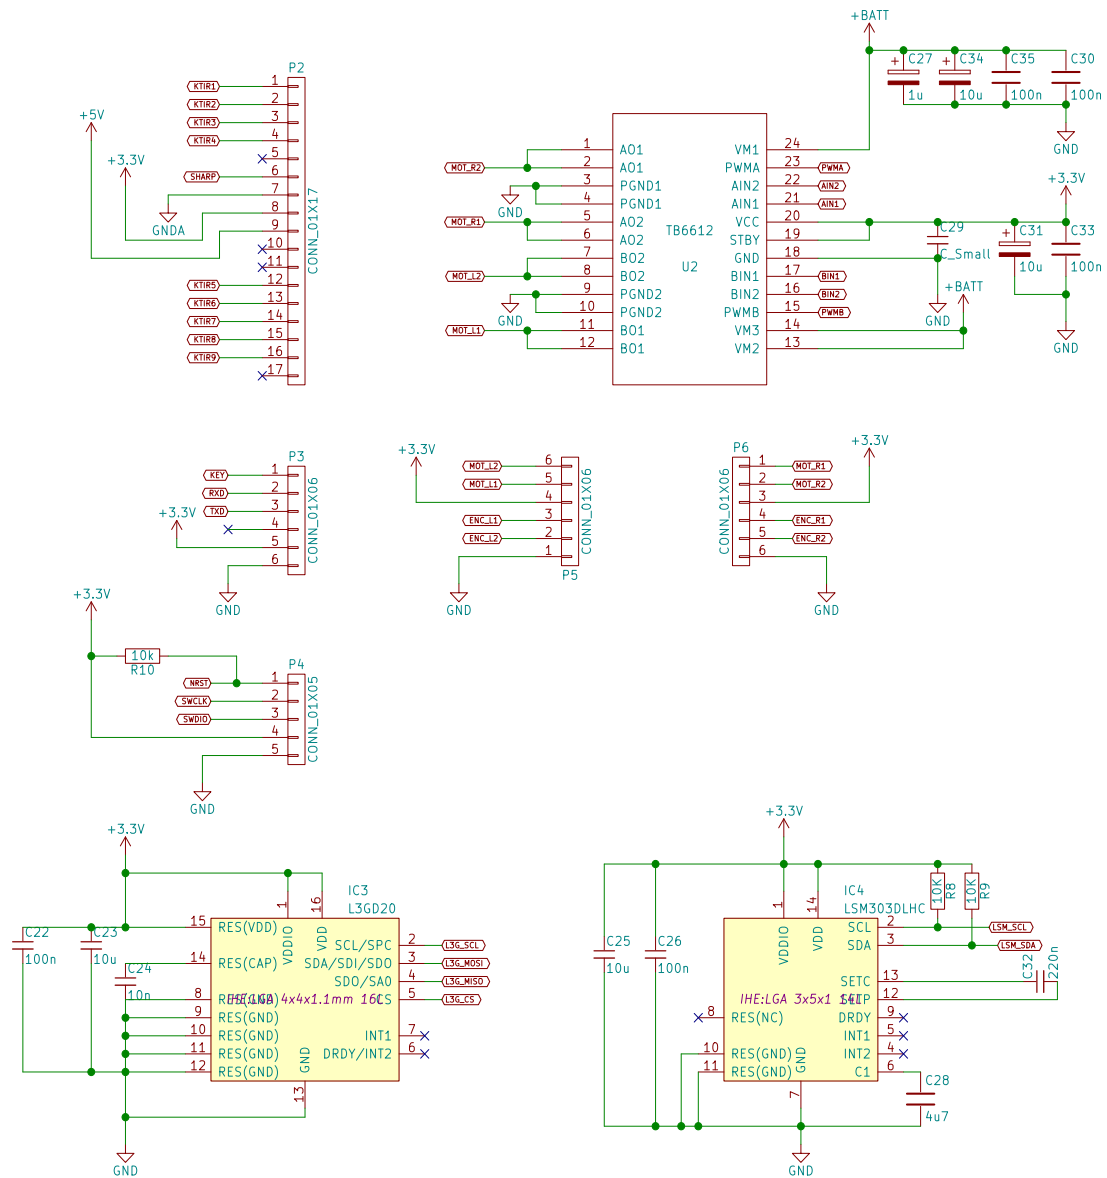 +BATT
C27
1u
C34
10u
C35
100n
C30
100n
GND
P2
KTIR1 1
KTIR2 2
KTIR3 3
KTIR4 4
5
SHARP 6
7
8
9
10
11
KTIR5 12
KTIR6 13
KTIR7 14
KTIR8 15
KTIR9 16
17
CONN_01X17
+5V
+3.3V
GNDA
MOT_R2
MOT_R1
MOT_L2
MOT_L1
GND
GND
1 AO1
2 AO1
3 PGND1
4 PGND1
5 AO2
6 AO2
7 BO2
8 BO2
9 PGND2
10 PGND2
11 BO1
12 BO1
TB6612
U2
VM1 24
PWMA 23 PWMA
AIN2 22 AIN2
AIN1 21 AIN1
VCC 20
STBY 19
GND 18
BIN1 17 BIN1
BIN2 16 BIN2
PWMB 15 PWMB
VM3 14
VM2 13
+3.3V
C29
C_Small
C31
10u
C33
100n
+BATT
GND
GND
P3
KEY 1
RXD 2
TXD 3
4
5
6
CONN_01X06
+3.3V
GND
+3.3V
MOT_L2 6
MOT_L1 5
4
ENC_L1 3
ENC_L2 2
1
CONN_01X06
P5
GND
P6
CONN_01X06
1 MOT_R1
2 MOT_R2
3
4 ENC_R1
5 ENC_R2
6
+3.3V
GND
+3.3V
10k
R10
P4
NRST 1
SWCLK 2
SWDIO 3
4
5
CONN_01X05
GND
+3.3V
IC3
L3GD20
1
16
15 RES(VDD)
14 RES(CAP)
8 RES(GND)
9 RES(GND)
10 RES(GND)
11 RES(GND)
12 RES(GND)
VDDIO
VDD
SCL/SPC 2 L3G_SCL
SDA/SDI/SDO 3 L3G_MOSI
SDO/SA0 4 L3G_MISO
CS 5 L3G_CS
IHE:LGA 4x4x1.1mm 16L
INT1 7
DRDY/INT2 6
GND
13
C22
100n
C23
10u
C24
10n
GND
+3.3V
IC4
LSM303DLHC
1
14
VDDIO
VDD
SCL 2 LSM_SCL
SDA 3 LSM_SDA
SETC 13
SETP 12
IHE:LGA 3x5x1 14L
8 RES(NC)
10 RES(GND)
11 RES(GND)
DRDY 9
INT1 5
INT2 4
C1 6
GND
7
10K
R8
10K
R9
C32
220n
C25
10u
C26
100n
C28
4u7
GND